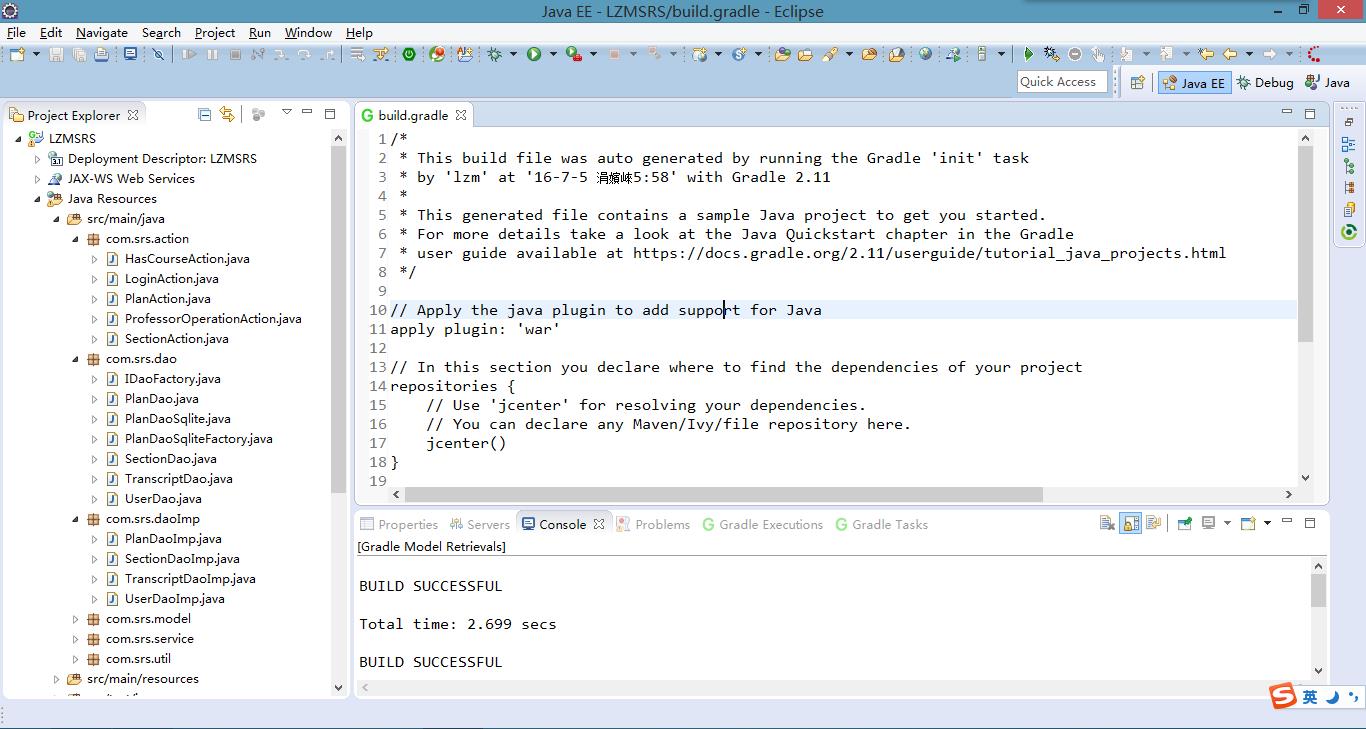 Java EE - LZMSRS/build.gradle - Eclipse
File Edit Navigate Search Project Run Window Help
Quick Access
Java EE
Debug
Java
Project Explorer
LZMSRS
Deployment Descriptor: LZMSRS
JAX-WS Web Services
Java Resources
src/main/java
com.srs.action
HasCourseAction.java
LoginAction.java
PlanAction.java
ProfessorOperationAction.java
SectionAction.java
com.srs.dao
IDaoFactory.java
PlanDao.java
PlanDaoSqlite.java
PlanDaoSqliteFactory.java
SectionDao.java
TranscriptDao.java
UserDao.java
com.srs.daoImp
PlanDaoImp.java
SectionDaoImp.java
TranscriptDaoImp.java
UserDaoImp.java
com.srs.model
com.srs.service
com.srs.util
src/main/resources
build.gradle
1 /*
2  * This build file was auto generated by running the Gradle 'init' task
3  * by 'lzm' at '16-7-5 5:58' with Gradle 2.11
4  *
5  * This generated file contains a sample Java project to get you started.
6  * For more details take a look at the Java Quickstart chapter in the Gradle
7  * user guide available at https://docs.gradle.org/2.11/userguide/tutorial_java_projects.html
8  */
9
10 // Apply the java plugin to add support for Java
11 apply plugin: 'war'
12
13 // In this section you declare where to find the dependencies of your project
14 repositories {
15     // Use 'jcenter' for resolving your dependencies.
16     // You can declare any Maven/Ivy/file repository here.
17     jcenter()
18 }
19
Properties Servers Console Problems Gradle Executions Gradle Tasks
[Gradle Model Retrievals]
BUILD SUCCESSFUL
Total time: 2.699 secs
BUILD SUCCESSFUL
英